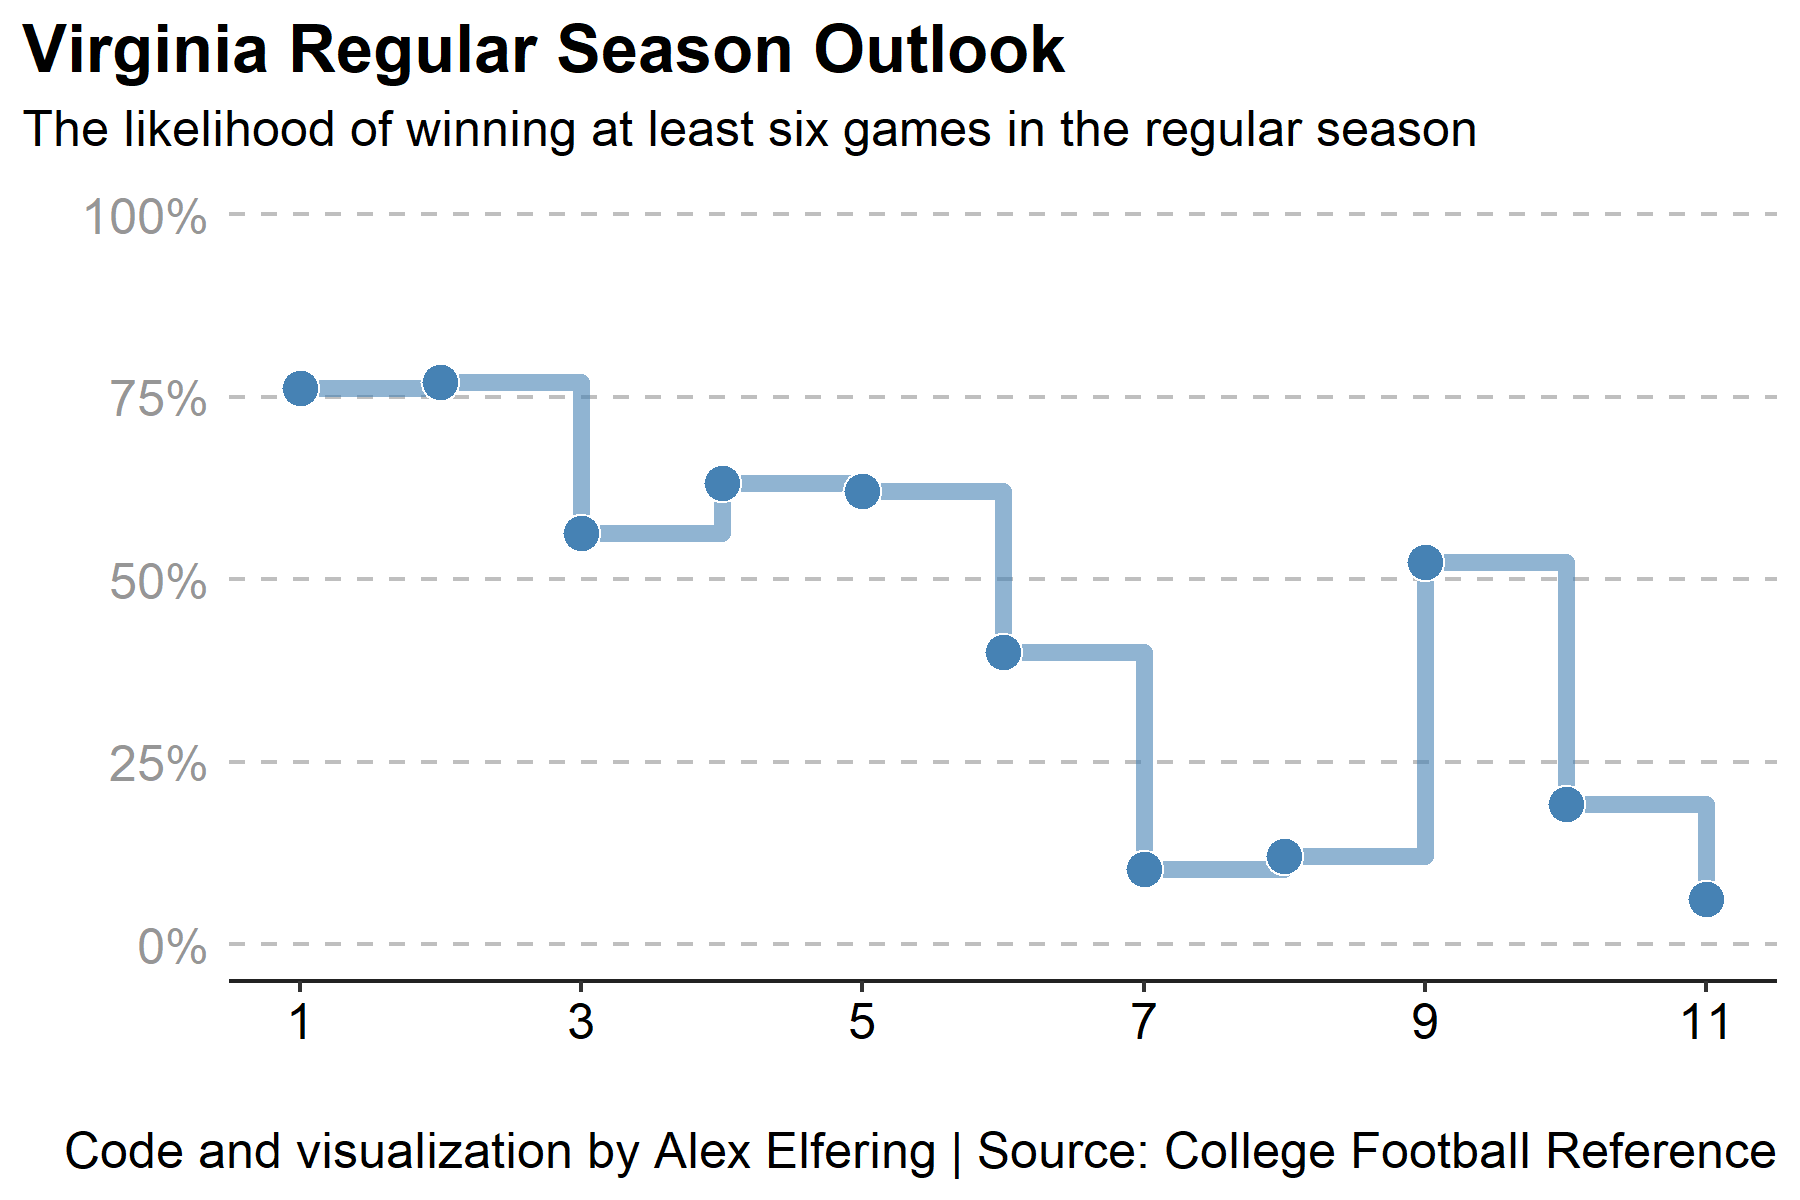 Virginia Regular Season Outlook
The likelihood of winning at least six games in the regular season
100%
75%
50%
25%
0%
1 3 5 7 9 11
Code and visualization by Alex Elfering | Source: College Football Reference